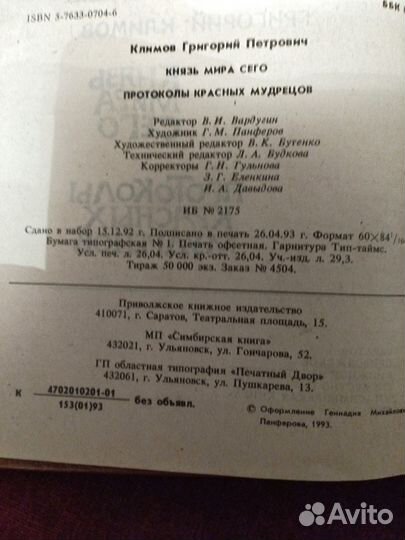 ISBN 5-7633-0704-6
ББК
Климов Григорий Петрович
КНЯЗЬ МИРА СЕГО
ПРОТОКОЛЫ КРАСНЫХ МУДРЕЦОВ
Редактор В. И. Вардугин
Художник Г. М. Панферов
Художественный редактор В. К. Бутенко
Технический редактор Л. А. Будкова
Корректоры Г. Н. Гульнова
З. Г. Еленкина
И. А. Давыдова
ИБ № 2175
Сдано в набор 15.12.92 г. Подписано в печать 26.04.93 г. Формат 60×84 1/16
Бумага типографская № 1. Печать офсетная. Гарнитура Тип-таймс.
Усл. печ. л. 26,04. Усл. кр.-отт. 26,04. Уч.-изд. л. 29,3.
Тираж 50 000 экз. Заказ № 4504.
Приволжское книжное издательство
410071, г. Саратов, Театральная площадь, 15.
МП «Симбирская книга»
432021, г. Ульяновск, ул. Гончарова, 52.
ГП областная типография «Печатный Двор»
432061, г. Ульяновск, ул. Пушкарева, 13.
К 4702010201-01 без объявл.
153(01)93
© Оформление Геннадия Михайлов
Панферова, 1993.
Avito